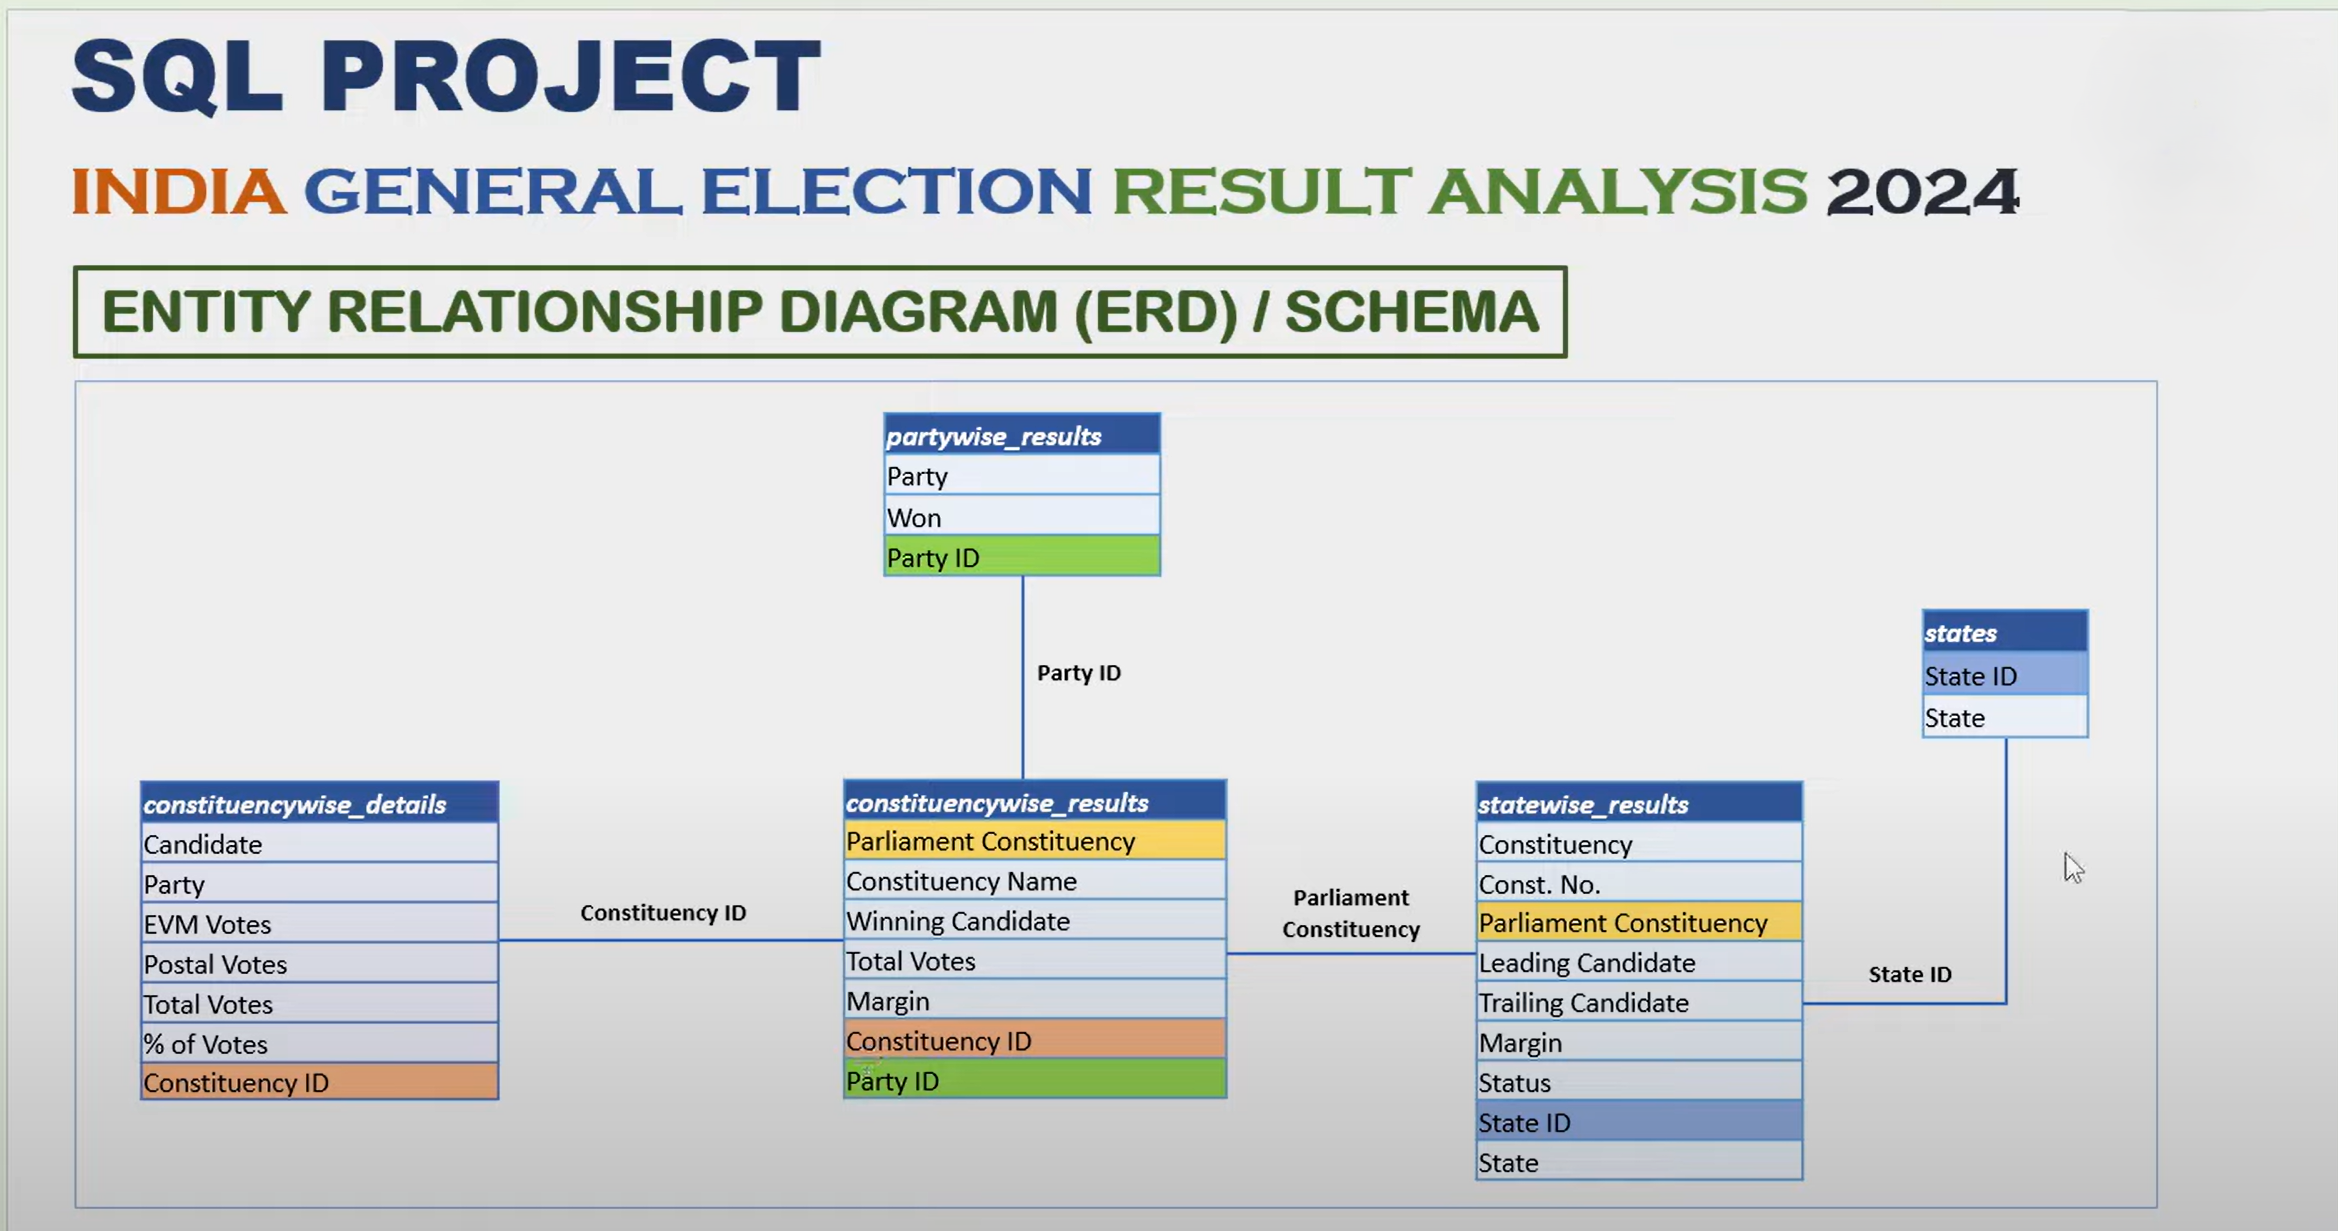 SQL PROJECT
INDIA GENERAL ELECTION RESULT ANALYSIS 2024
ENTITY RELATIONSHIP DIAGRAM (ERD) / SCHEMA
partywise_results
Party
Won
Party ID
Party ID
states
State ID
State
constituencywise_details
Candidate
Party
EVM Votes
Postal Votes
Total Votes
% of Votes
Constituency ID
Constituency ID
constituencywise_results
Parliament Constituency
Constituency Name
Winning Candidate
Total Votes
Margin
Constituency ID
Party ID
Parliament
Constituency
statewise_results
Constituency
Const. No.
Parliament Constituency
Leading Candidate
Trailing Candidate
Margin
Status
State ID
State
State ID